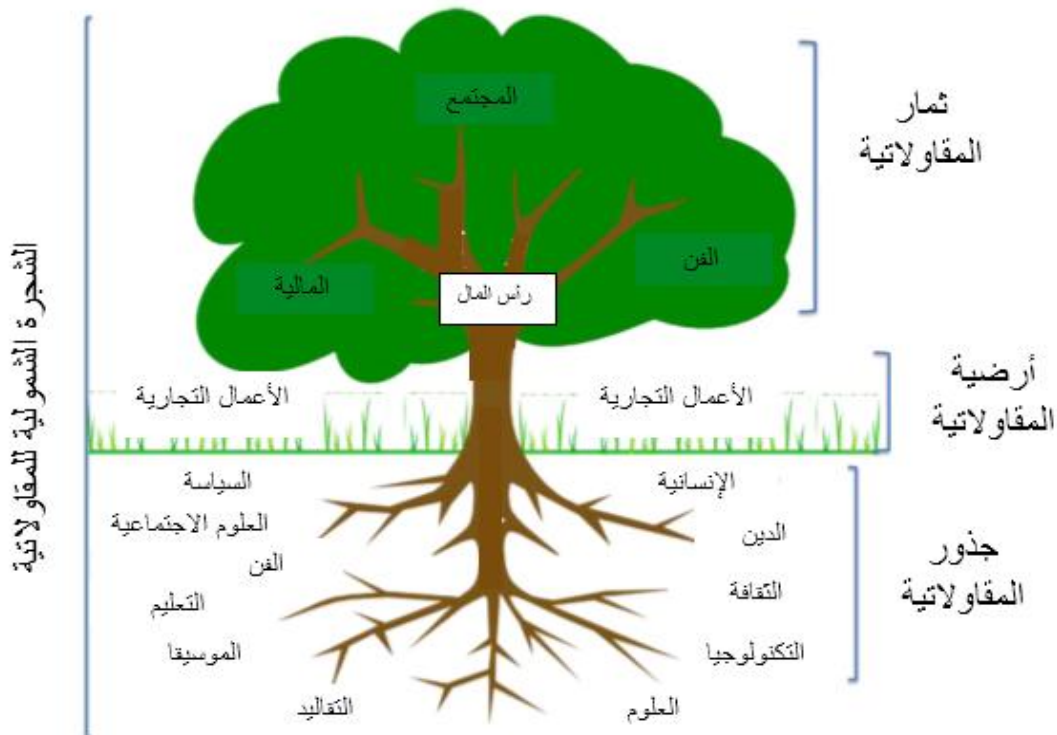 المجتمع
ثمار
المقاولاتية
الفن
المالية
رأس المال
الشجرة الشمولية للمقاولاتية
أرضية
المقاولاتية
الأعمال التجارية
الأعمال التجارية
الإنسانية
السياسة
العلوم الاجتماعية
الدين
جذور
المقاولاتية
الفن
الثقافة
التعليم
التكنولوجيا
الموسيقا
العلوم
التقاليد